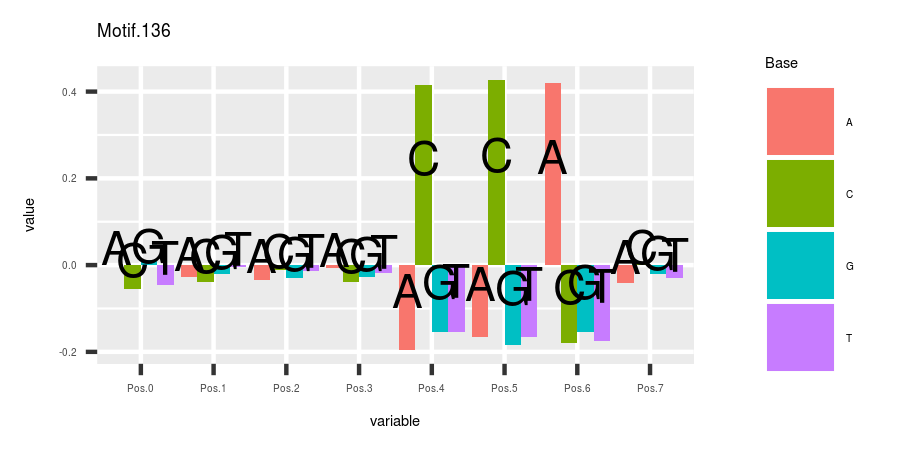 Motif.136
Base
A
C
G
T
value
0.4
0.2
0.0
-0.2
A C G T A C G T A C G T A C G T A C G T A C G T A C G T A C G T
Pos.0 Pos.1 Pos.2 Pos.3 Pos.4 Pos.5 Pos.6 Pos.7
variable